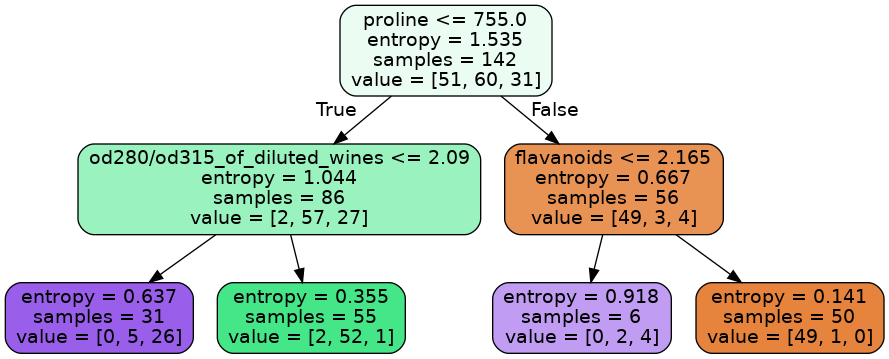 proline <= 755.0
entropy = 1.535
samples = 142
value = [51, 60, 31]
True
False
od280/od315_of_diluted_wines <= 2.09
entropy = 1.044
samples = 86
value = [2, 57, 27]
flavanoids <= 2.165
entropy = 0.667
samples = 56
value = [49, 3, 4]
entropy = 0.637
samples = 31
value = [0, 5, 26]
entropy = 0.355
samples = 55
value = [2, 52, 1]
entropy = 0.918
samples = 6
value = [0, 2, 4]
entropy = 0.141
samples = 50
value = [49, 1, 0]